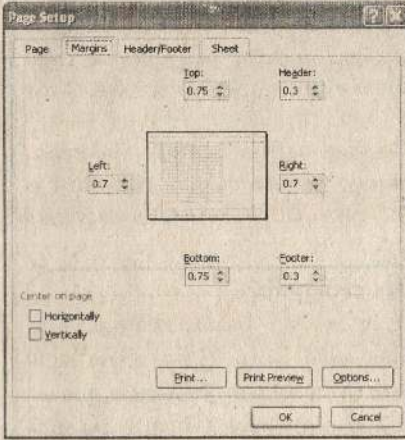 Page Setup
Page Margins Header/Footer Sheet
Top: Header:
0.75 0.3
Left: Right:
0.7 0.7
Bottom: Footer:
0.75 0.3
Center on page
Horizontally
Vertically
Print... Print Preview Options...
OK Cancel